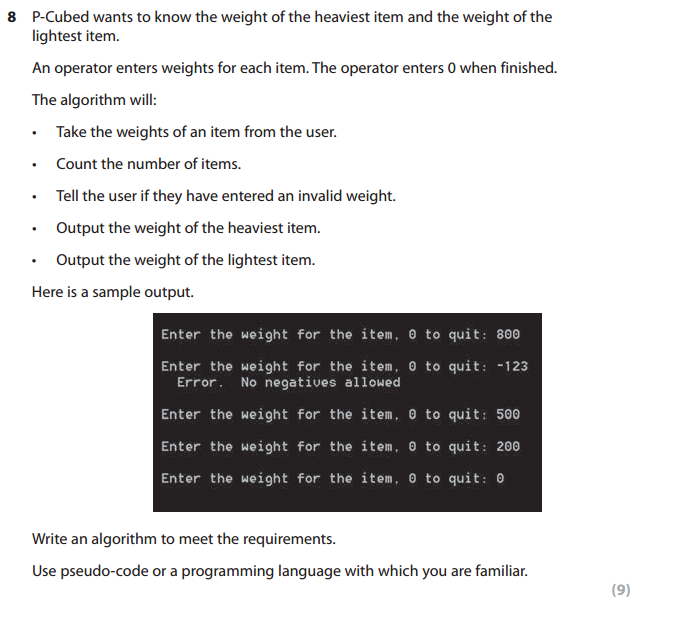 8 P-Cubed wants to know the weight of the heaviest item and the weight of the
lightest item.
An operator enters weights for each item. The operator enters 0 when finished.
The algorithm will:
• Take the weights of an item from the user.
• Count the number of items.
• Tell the user if they have entered an invalid weight.
• Output the weight of the heaviest item.
• Output the weight of the lightest item.
Here is a sample output.
Enter the weight for the item, 0 to quit: 800
Enter the weight for the item, 0 to quit: -123
Error. No negatives allowed
Enter the weight for the item, 0 to quit: 500
Enter the weight for the item, 0 to quit: 200
Enter the weight for the item, 0 to quit: 0
Write an algorithm to meet the requirements.
Use pseudo-code or a programming language with which you are familiar.
(9)